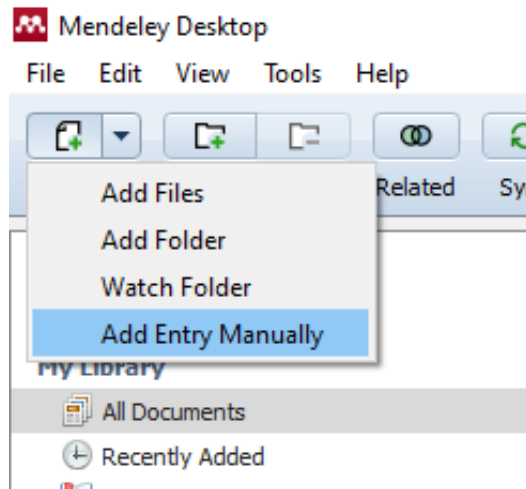 Mendeley Desktop
File Edit View Tools Help
Add Files
Related Sy
Add Folder
Watch Folder
Add Entry Manually
My Library
All Documents
Recently Added